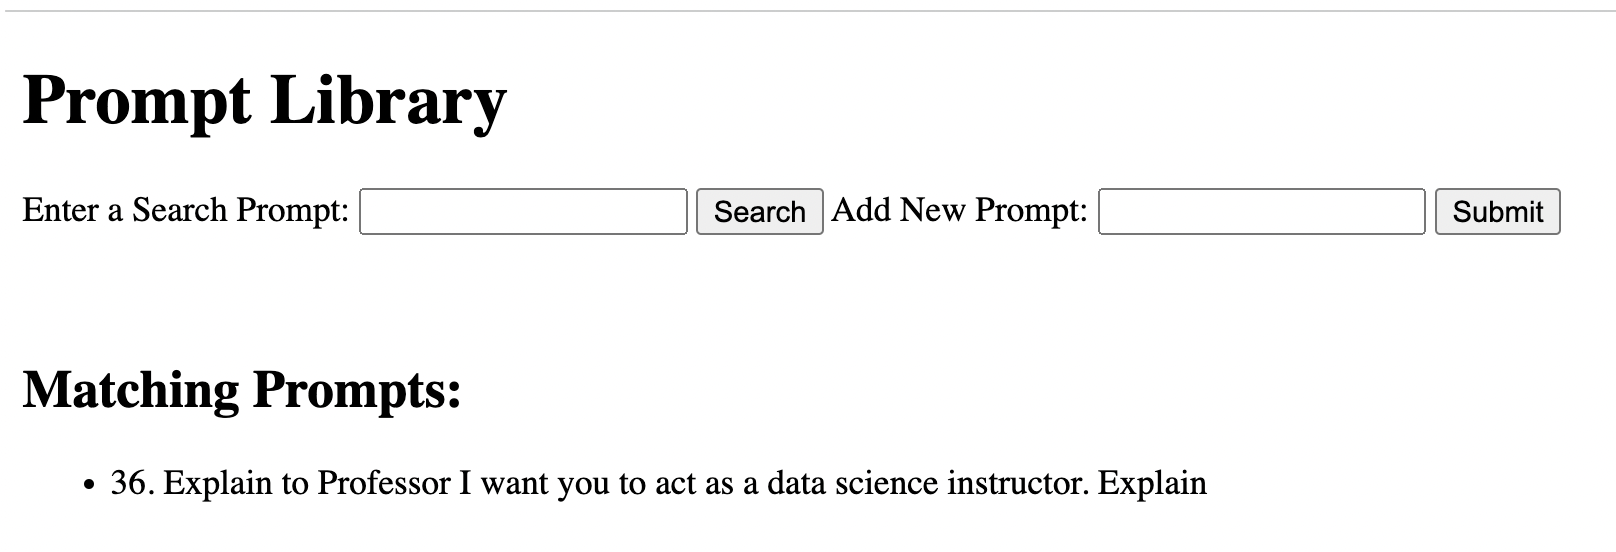 Prompt Library
Enter a Search Prompt: Search Add New Prompt: Submit
Matching Prompts:
• 36. Explain to Professor I want you to act as a data science instructor. Explain